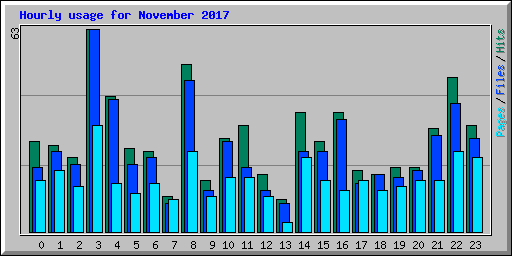 Hourly usage for November 2017
63
Pages / Files / Hits
0 1 2 3 4 5 6 7 8 9 10 11 12 13 14 15 16 17 18 19 20 21 22 23